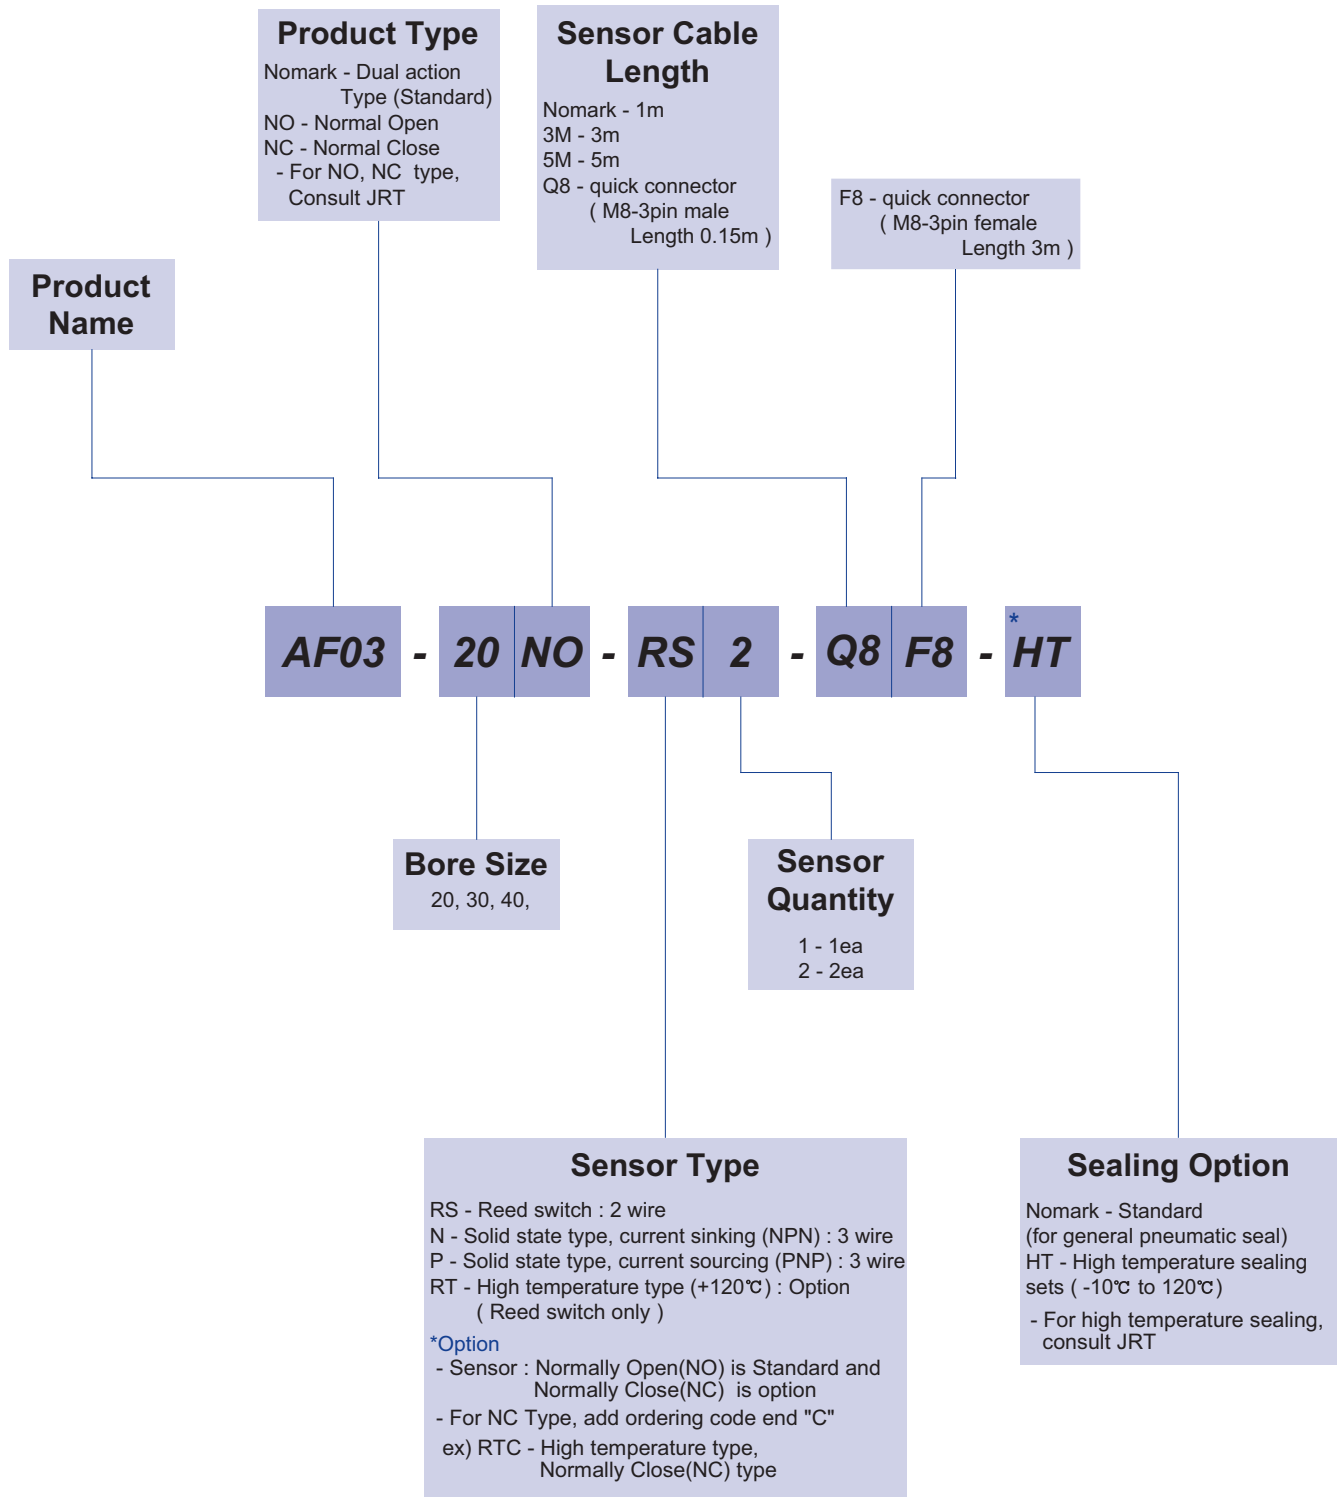 Product Type
Nomark - Dual action
Type (Standard)
NO - Normal Open
NC - Normal Close
- For NO, NC type,
Consult JRT
Sensor Cable
Length
Nomark - 1m
3M - 3m
5M - 5m
Q8 - quick connector
( M8-3pin male
Length 0.15m )
F8 - quick connector
( M8-3pin female
Length 3m )
Product
Name
AF03 - 20 NO - RS 2 - Q8 F8 - *HT
Bore Size
20, 30, 40,
Sensor
Quantity
1 - 1ea
2 - 2ea
Sensor Type
RS - Reed switch : 2 wire
N - Solid state type, current sinking (NPN) : 3 wire
P - Solid state type, current sourcing (PNP) : 3 wire
RT - High temperature type (+120℃) : Option
( Reed switch only )
*Option
- Sensor : Normally Open(NO) is Standard and
Normally Close(NC) is option
- For NC Type, add ordering code end "C"
ex) RTC - High temperature type,
Normally Close(NC) type
Sealing Option
Nomark - Standard
(for general pneumatic seal)
HT - High temperature sealing
sets ( -10℃ to 120℃)
- For high temperature sealing,
consult JRT